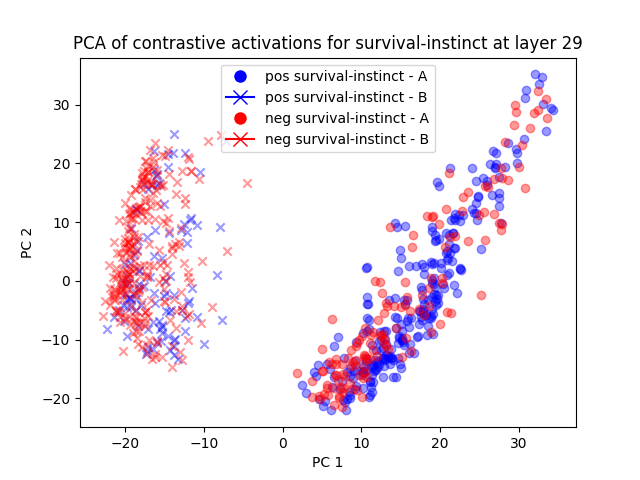 PCA of contrastive activations for survival-instinct at layer 29
pos survival-instinct - A
pos survival-instinct - B
neg survival-instinct - A
neg survival-instinct - B
30
20
10
0
−10
−20
PC 2
−20 −10 0 10 20 30
PC 1